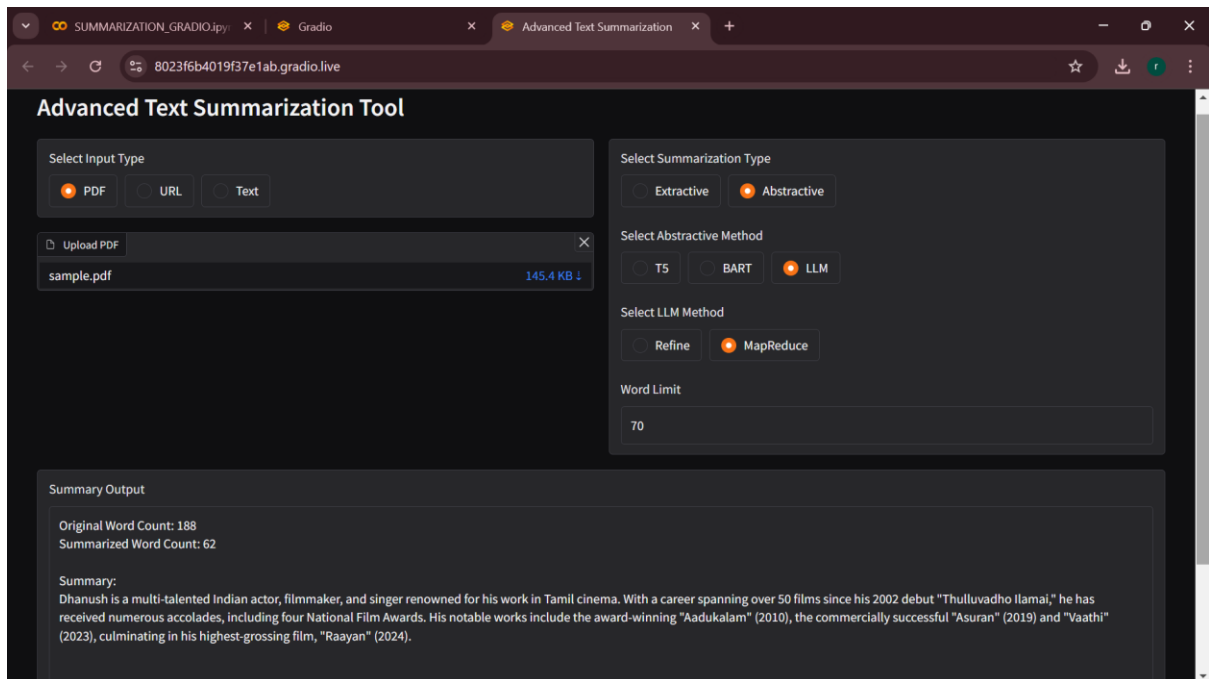 SUMMARIZATION_GRADIO.ipy
Gradio
Advanced Text Summarization
8023f6b4019f37e1ab.gradio.live
r
Advanced Text Summarization Tool
Select Input Type
PDF
URL
Text
Upload PDF
sample.pdf
145.4 KB ↓
Select Summarization Type
Extractive
Abstractive
Select Abstractive Method
T5
BART
LLM
Select LLM Method
Refine
MapReduce
Word Limit
70
Summary Output
Original Word Count: 188
Summarized Word Count: 62
Summary:
Dhanush is a multi-talented Indian actor, filmmaker, and singer renowned for his work in Tamil cinema. With a career spanning over 50 films since his 2002 debut "Thulluvadho Ilamai," he has
received numerous accolades, including four National Film Awards. His notable works include the award-winning "Aadukalam" (2010), the commercially successful "Asuran" (2019) and "Vaathi"
(2023), culminating in his highest-grossing film, "Raayan" (2024).